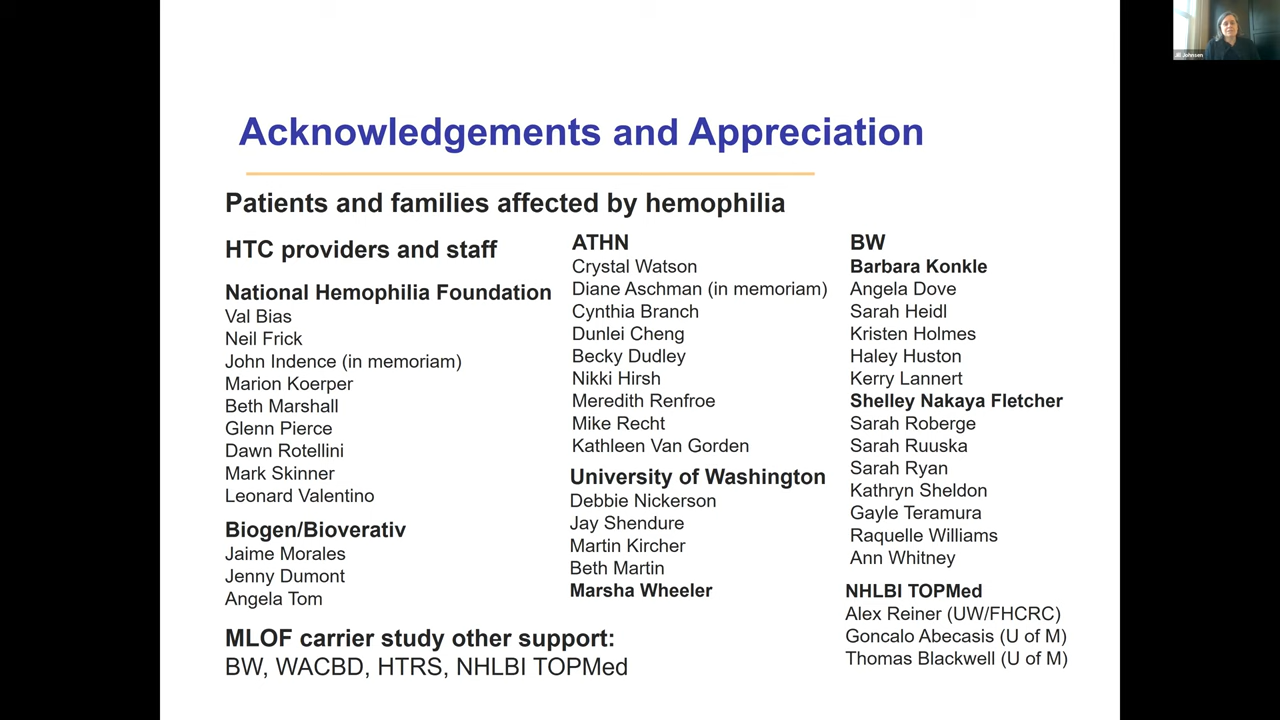 Acknowledgements and Appreciation
Patients and families affected by hemophilia
HTC providers and staff
National Hemophilia Foundation
Val Bias
Neil Frick
John Indence (in memoriam)
Marion Koerper
Beth Marshall
Glenn Pierce
Dawn Rotellini
Mark Skinner
Leonard Valentino
Biogen/Bioverativ
Jaime Morales
Jenny Dumont
Angela Tom
MLOF carrier study other support:
BW, WACBD, HTRS, NHLBI TOPMed
ATHN
Crystal Watson
Diane Aschman (in memoriam)
Cynthia Branch
Dunlei Cheng
Becky Dudley
Nikki Hirsh
Meredith Renfroe
Mike Recht
Kathleen Van Gorden
University of Washington
Debbie Nickerson
Jay Shendure
Martin Kircher
Beth Martin
Marsha Wheeler
BW
Barbara Konkle
Angela Dove
Sarah Heidl
Kristen Holmes
Haley Huston
Kerry Lannert
Shelley Nakaya Fletcher
Sarah Roberge
Sarah Ruuska
Sarah Ryan
Kathryn Sheldon
Gayle Teramura
Raquelle Williams
Ann Whitney
NHLBI TOPMed
Alex Reiner (UW/FHCRC)
Goncalo Abecasis (U of M)
Thomas Blackwell (U of M)
Jill Johnsen